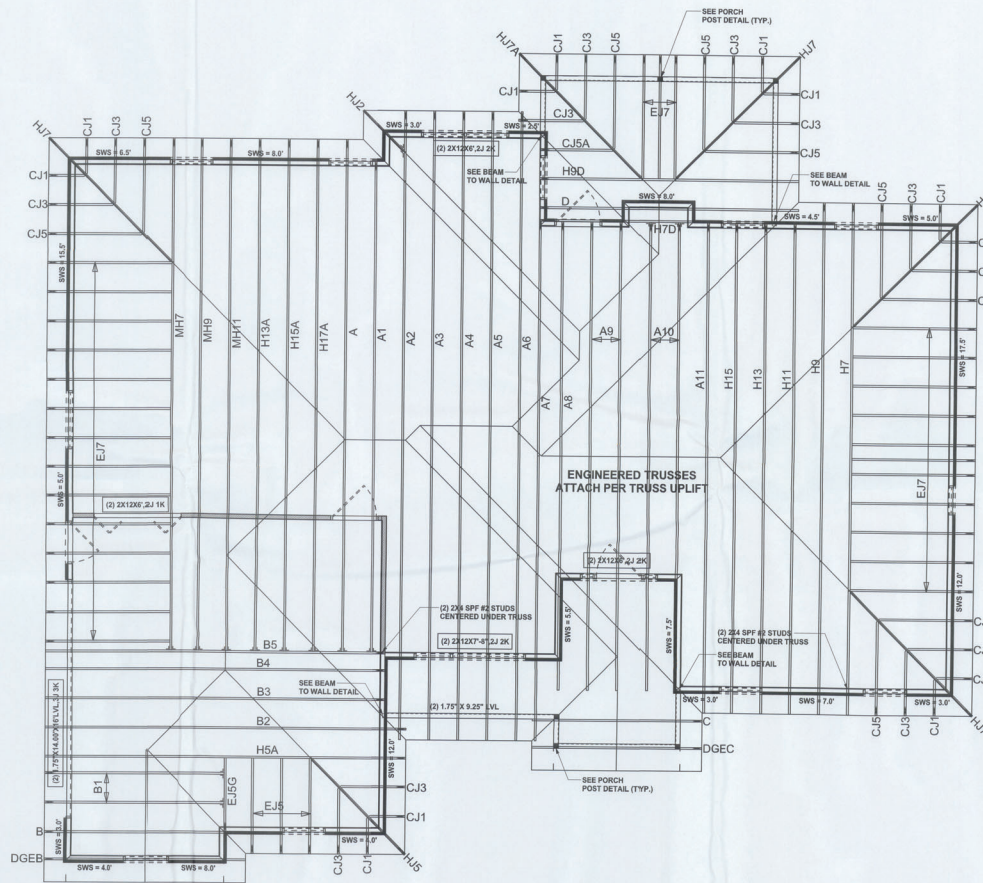 SEE PORCH
POST DETAIL (TYP.)
HJ7A
CJ1
CJ3
CJ5
CJ5
CJ3
CJ1
HJ7
CJ1
CJ3
CJ5
EJ7
CJ3
CJ5A
H9D
D
SWS = 8.0'
H7D
SEE BEAM
TO WALL DETAIL
HJ2
SWS = 3.0'
SWS = 2.5'
(2) 2X12X6',2J 2K
SEE BEAM
TO WALL DETAIL
HJ7
CJ1
CJ3
CJ5
SWS = 6.5'
SWS = 8.0'
CJ1
CJ3
CJ5
SWS = 15.5'
SWS = 4.5'
CJ5
CJ3
CJ1
SWS = 5.0'
MH7
MH9
MH11
H13A
H15A
H17A
A
A1
A2
A3
A4
A5
A6
A7
A8
A9
A10
A11
H15
H13
H11
H9
H7
SWS = 17.5'
EJ7
EJ7
ENGINEERED TRUSSES
ATTACH PER TRUSS UPLIFT
SWS = 5.0'
(2) 2X12X6',2J 1K
(2) 2X12X6',2J 2K
SWS = 12.0'
SWS = 5.5'
SWS = 7.5'
(2) 2X4 SPF #2 STUDS
CENTERED UNDER TRUSS
(2) 2X12X7'-8",2J 2K
(2) 2X4 SPF #2 STUDS
CENTERED UNDER TRUSS
B5
B4
B3
B2
H5A
SEE BEAM
TO WALL DETAIL
(2) 1.75" X 9.25" LVL
SEE BEAM
TO WALL DETAIL
SWS = 3.0'
SWS = 7.0'
SWS = 3.0'
CJ5
CJ3
CJ1
C
DGEC
SEE PORCH
POST DETAIL (TYP.)
(2) 1.75"X14.00"X16'LVL,3J 3K
B1
EJ5G
EJ5
SWS = 12.0'
CJ3
CJ1
B
SWS = 3.0'
DGEB
SWS = 4.0'
SWS = 8.0'
CJ3
CJ1
HJ5